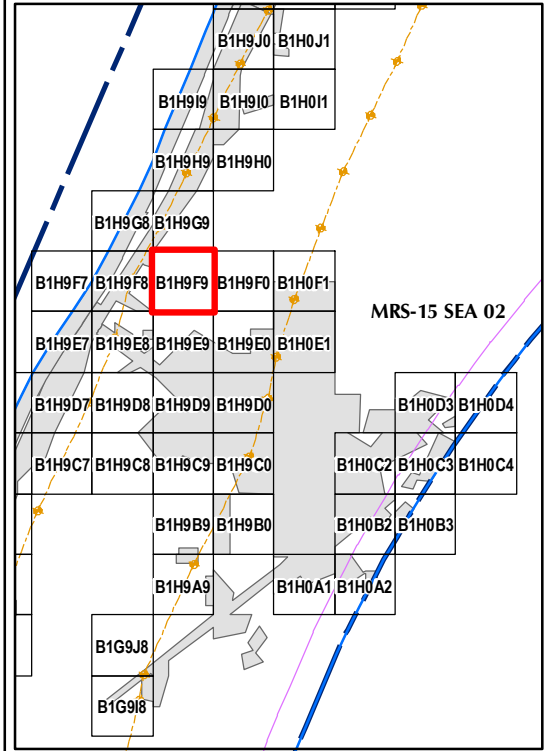 B1H9J0 B1H0J1
B1H9I9 B1H9I0 B1H0I1
B1H9H9 B1H9H0
B1H9G8 B1H9G9
B1H9F7 B1H9F8 B1H9F9 B1H9F0 B1H0F1
MRS-15 SEA 02
B1H9E7 B1H9E8 B1H9E9 B1H9E0 B1H0E1
B1H9D7 B1H9D8 B1H9D9 B1H9D0 B1H0D3 B1H0D4
B1H9C7 B1H9C8 B1H9C9 B1H9C0 B1H0C2 B1H0C3 B1H0C4
B1H9B9 B1H9B0 B1H0B2 B1H0B3
B1H9A9 B1H0A1 B1H0A2
B1G9J8
B1G9I8